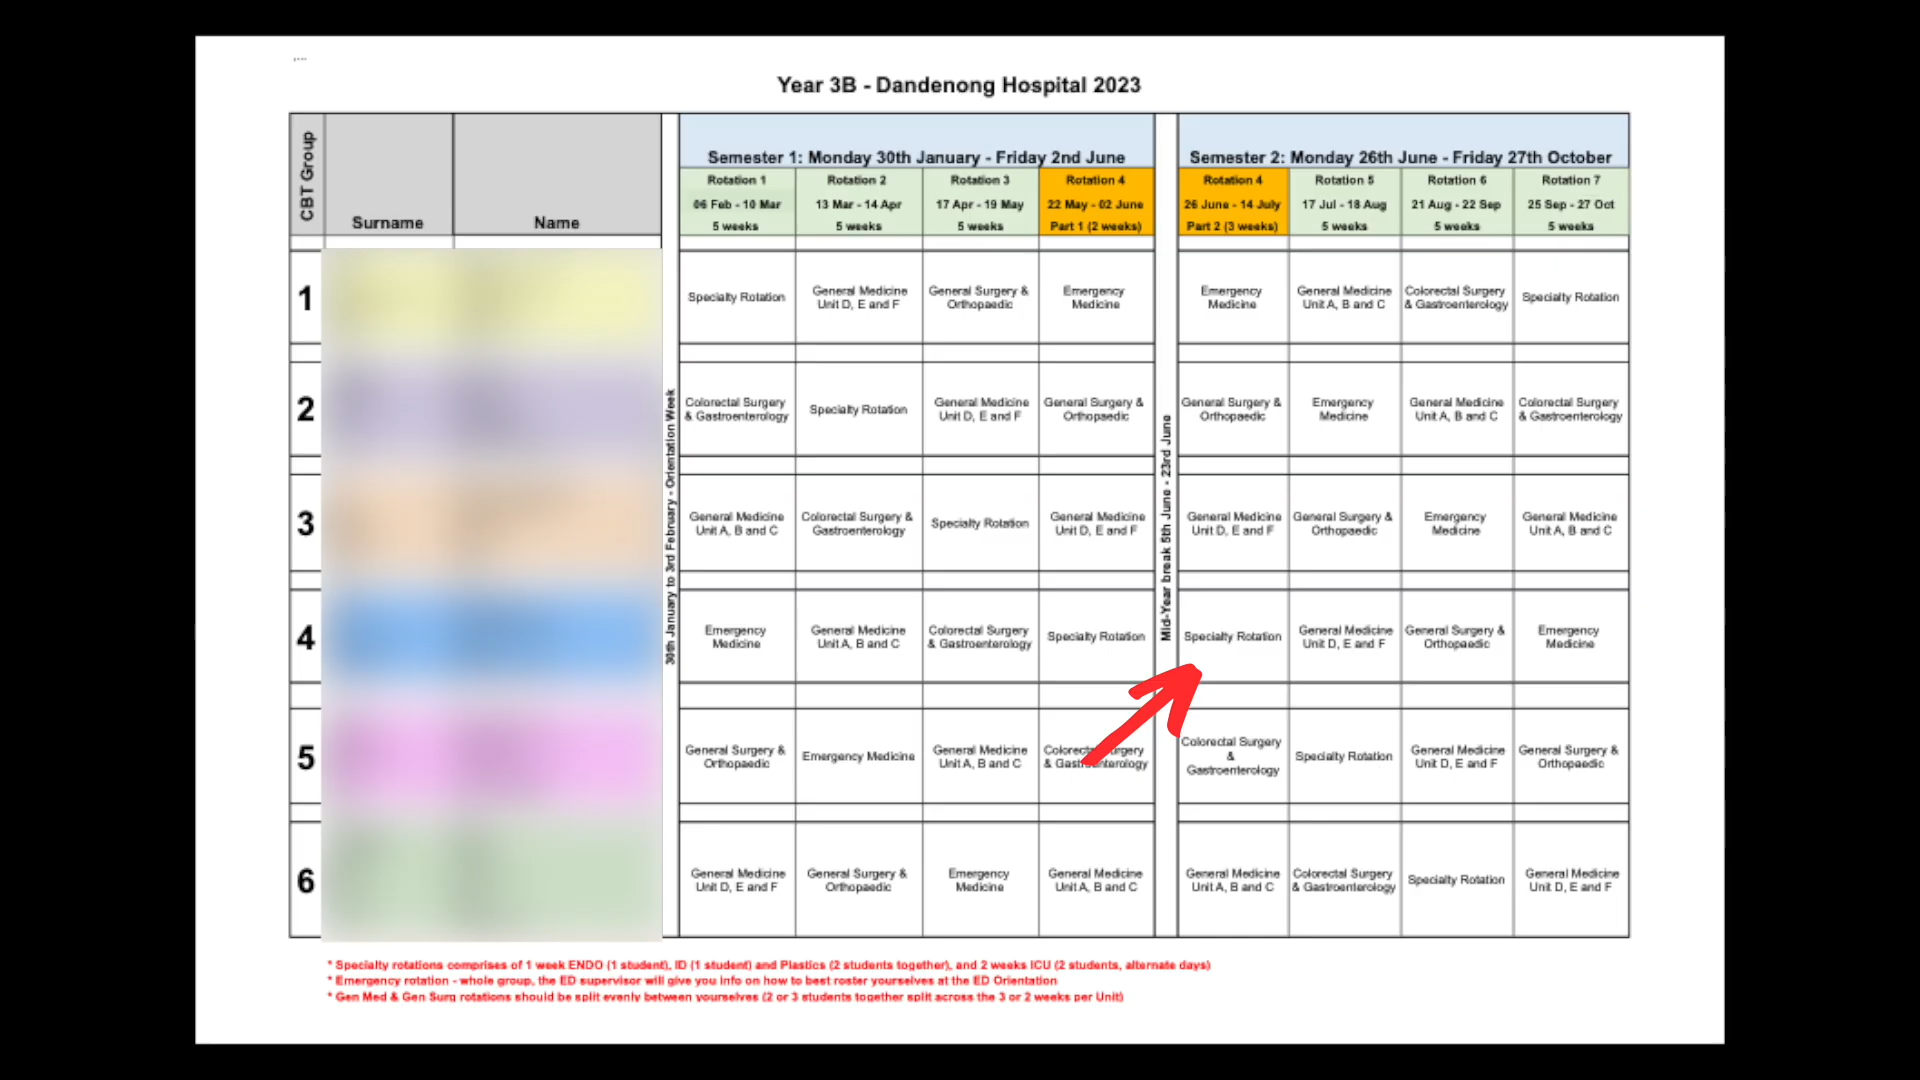 Year 3B - Dandenong Hospital 2023
CBT Group
Surname
Name
30th January to 3rd February - Orientation Week
Semester 1: Monday 30th January - Friday 2nd June
Mid-Year break 5th June - 23rd June
Semester 2: Monday 26th June - Friday 27th October
Rotation 1
06 Feb - 10 Mar
5 weeks
Rotation 2
13 Mar - 14 Apr
5 weeks
Rotation 3
17 Apr - 19 May
5 weeks
Rotation 4
22 May - 02 June
Part 1 (2 weeks)
Rotation 4
26 June - 14 July
Part 2 (3 weeks)
Rotation 5
17 Jul - 18 Aug
5 weeks
Rotation 6
21 Aug - 22 Sep
5 weeks
Rotation 7
25 Sep - 27 Oct
5 weeks
1
Specialty Rotation
General Medicine
Unit D, E and F
General Surgery &
Orthopaedic
Emergency
Medicine
Emergency
Medicine
General Medicine
Unit A, B and C
Colorectal Surgery
& Gastroenterology
Specialty Rotation
2
Colorectal Surgery
& Gastroenterology
Specialty Rotation
General Medicine
Unit D, E and F
General Surgery &
Orthopaedic
General Surgery &
Orthopaedic
Emergency
Medicine
General Medicine
Unit A, B and C
Colorectal Surgery
& Gastroenterology
3
General Medicine
Unit A, B and C
Colorectal Surgery &
Gastroenterology
Specialty Rotation
General Medicine
Unit D, E and F
General Medicine
Unit D, E and F
General Surgery &
Orthopaedic
Emergency
Medicine
General Medicine
Unit A, B and C
4
Emergency
Medicine
General Medicine
Unit A, B and C
Colorectal Surgery
& Gastroenterology
Specialty Rotation
Specialty Rotation
General Medicine
Unit D, E and F
General Surgery &
Orthopaedic
Emergency
Medicine
5
General Surgery &
Orthopaedic
Emergency Medicine
General Medicine
Unit A, B and C
Colorectal Surgery
& Gastroenterology
Colorectal Surgery
&
Gastroenterology
Specialty Rotation
General Medicine
Unit D, E and F
General Surgery &
Orthopaedic
6
General Medicine
Unit D, E and F
General Surgery &
Orthopaedic
Emergency
Medicine
General Medicine
Unit A, B and C
General Medicine
Unit A, B and C
Colorectal Surgery
& Gastroenterology
Specialty Rotation
General Medicine
Unit D, E and F
* Specialty rotations comprises of 1 week ENDO (1 student), ID (1 student) and Plastics (2 students together), and 2 weeks ICU (2 students, alternate days)
* Emergency rotation - whole group, the ED supervisor will give you info on how to best roster yourselves at the ED Orientation
* Gen Med & Gen Surg rotations should be split evenly between yourselves (2 or 3 students together split across the 3 or 2 weeks per Unit)